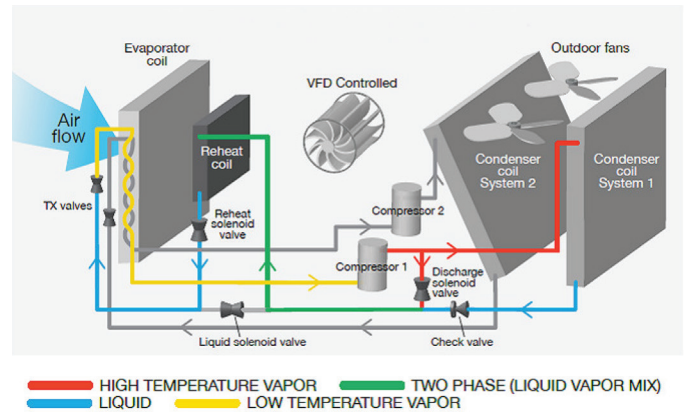 Evaporator
coil
Outdoor fans
VFD Controlled
Air
flow
Reheat
coil
Condenser
coil
System 2
Condenser
coil
System 1
TX valves
Reheat
solenoid
valve
Compressor 2
Compressor 1
Discharge
solenoid
valve
Liquid solenoid valve
Check valve
HIGH TEMPERATURE VAPOR
TWO PHASE (LIQUID VAPOR MIX)
LIQUID
LOW TEMPERATURE VAPOR